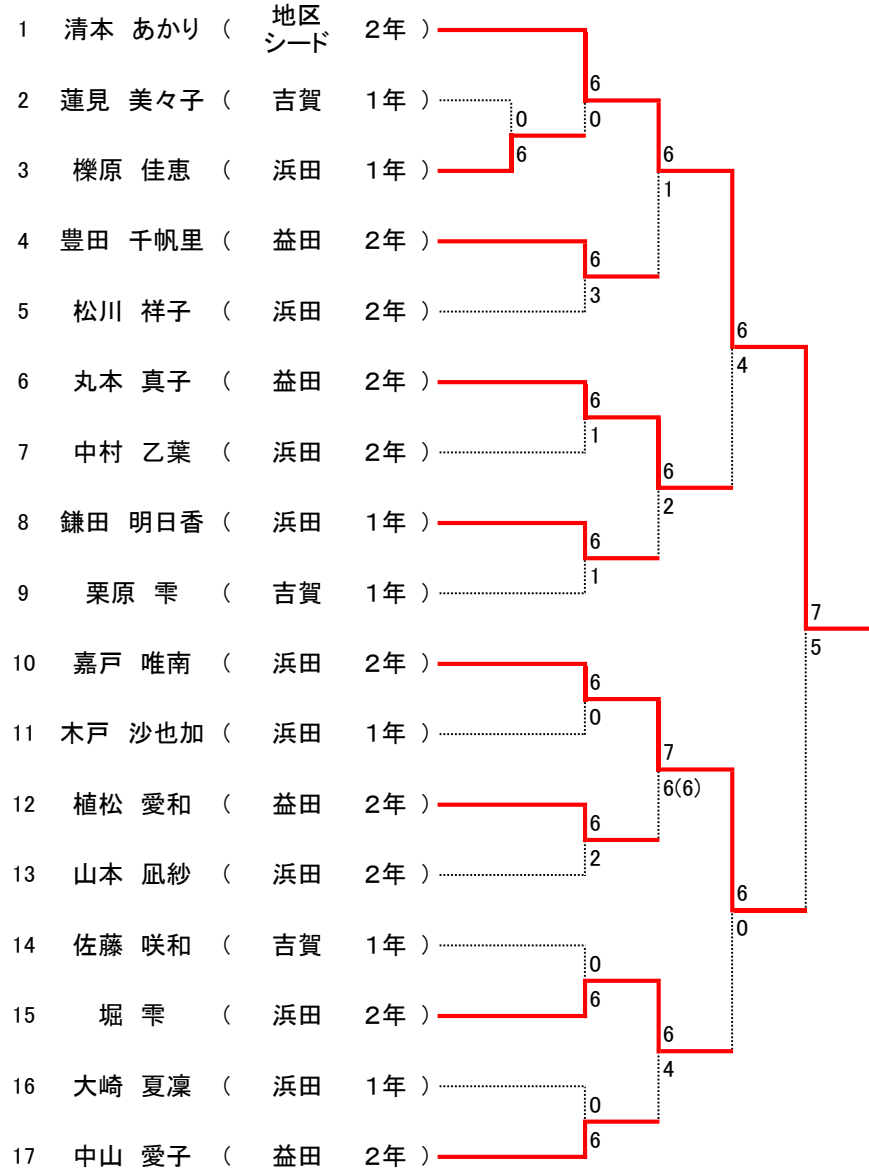 1 清本 あかり ( 地区シード 2年 )
6
2 蓮見 美々子 ( 吉賀 1年 )
0 0
6 6
3 櫟原 佳恵 ( 浜田 1年 )
1
4 豊田 千帆里 ( 益田 2年 )
6
3
5 松川 祥子 ( 浜田 2年 )
6
4
6 丸本 真子 ( 益田 2年 )
6
1
7 中村 乙葉 ( 浜田 2年 )
6
2
8 鎌田 明日香 ( 浜田 1年 )
6
1
9 栗原 雫 ( 吉賀 1年 )
7
5
10 嘉戸 唯南 ( 浜田 2年 )
6
0
11 木戸 沙也加 ( 浜田 1年 )
7
6(6)
12 植松 愛和 ( 益田 2年 )
6
2
13 山本 凪紗 ( 浜田 2年 )
6
0
14 佐藤 咲和 ( 吉賀 1年 )
0
6
15 堀 雫 ( 浜田 2年 )
6
4
16 大崎 夏凜 ( 浜田 1年 )
0
6
17 中山 愛子 ( 益田 2年 )